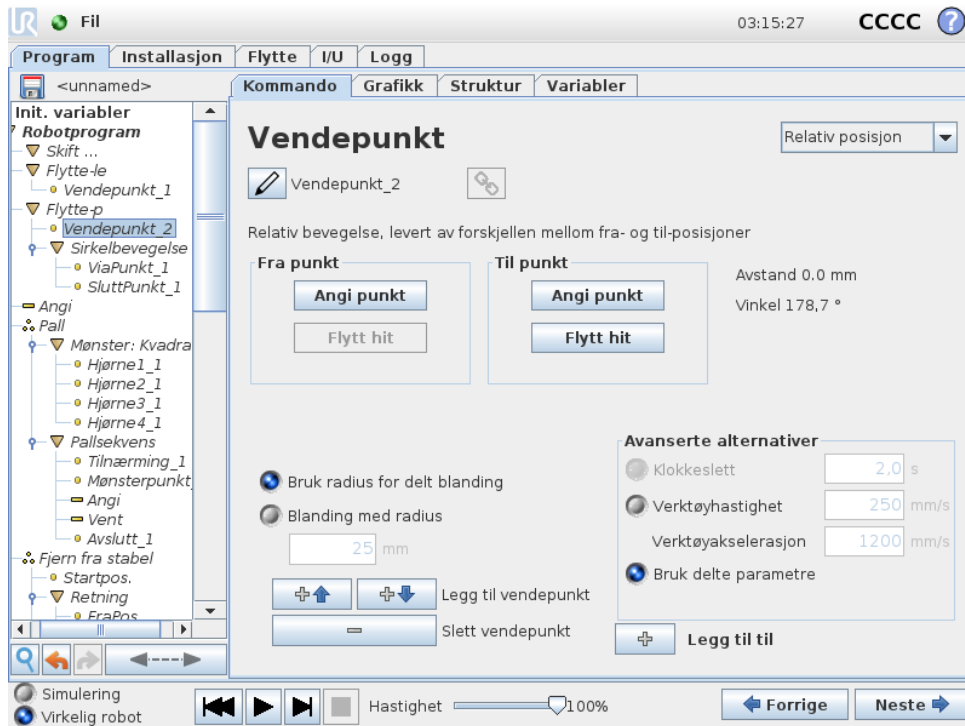 UR Fil 03:15:27 CCCC ?
Program Installasjon Flytte I/U Logg
<unnamed>
Kommando Grafikk Struktur Variabler
Init. variabler
Robotprogram
Skift ...
Flytte-le
Vendepunkt_1
Flytte-p
Vendepunkt_2
Sirkelbevegelse
ViaPunkt_1
SluttPunkt_1
Angi
Pall
Mønster: Kvadra
Hjørne1_1
Hjørne2_1
Hjørne3_1
Hjørne4_1
Pallsekvens
Tilnærming_1
Mønsterpunkt_
Angi
Vent
Avslutt_1
Fjern fra stabel
Startpos.
Retning
FraPos
Vendepunkt
Relativ posisjon
Vendepunkt_2
Relativ bevegelse, levert av forskjellen mellom fra- og til-posisjoner
Fra punkt
Angi punkt
Flytt hit
Til punkt
Angi punkt
Flytt hit
Avstand 0.0 mm
Vinkel 178,7 °
Bruk radius for delt blanding
Blanding med radius
25 mm
Legg til vendepunkt
Slett vendepunkt
Avanserte alternativer
Klokkeslett 2,0 s
Verktøyhastighet 250 mm/s
Verktøyakselerasjon 1200 mm/s
Bruk delte parametre
Legg til til
Simulering
Virkelig robot
Hastighet 100%
Forrige
Neste